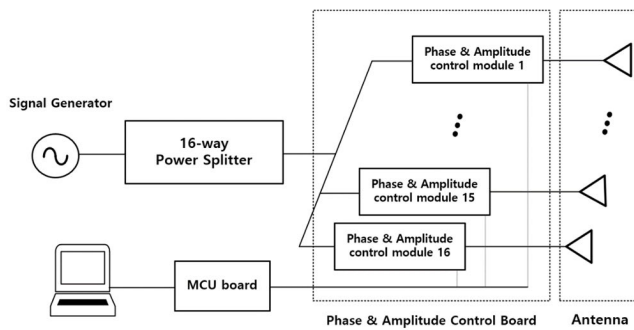 Phase & Amplitude
control module 1
Signal Generator
16-way
Power Splitter
Phase & Amplitude
control module 15
Phase & Amplitude
control module 16
MCU board
Phase & Amplitude Control Board
Antenna